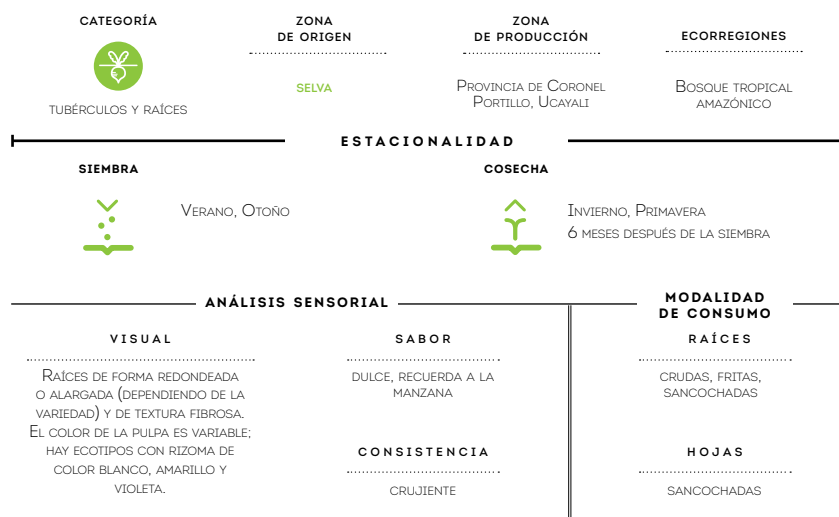 CATEGORÍA
TUBÉRCULOS Y RAÍCES
ZONA
DE ORIGEN
SELVA
ZONA
DE PRODUCCIÓN
PROVINCIA DE CORONEL
PORTILLO, UCAYALI
ECORREGIONES
BOSQUE TROPICAL
AMAZÓNICO
ESTACIONALIDAD
SIEMBRA
VERANO, OTOÑO
COSECHA
INVIERNO, PRIMAVERA
6 MESES DESPUÉS DE LA SIEMBRA
ANÁLISIS SENSORIAL
VISUAL
RAÍCES DE FORMA REDONDEADA
O ALARGADA (DEPENDIENDO DE LA
VARIEDAD) Y DE TEXTURA FIBROSA.
EL COLOR DE LA PULPA ES VARIABLE;
HAY ECOTIPOS CON RIZOMA DE
COLOR BLANCO, AMARILLO Y
VIOLETA.
SABOR
DULCE, RECUERDA A LA
MANZANA
CONSISTENCIA
CRUJIENTE
MODALIDAD
DE CONSUMO
RAÍCES
CRUDAS, FRITAS,
SANCOCHADAS
HOJAS
SANCOCHADAS